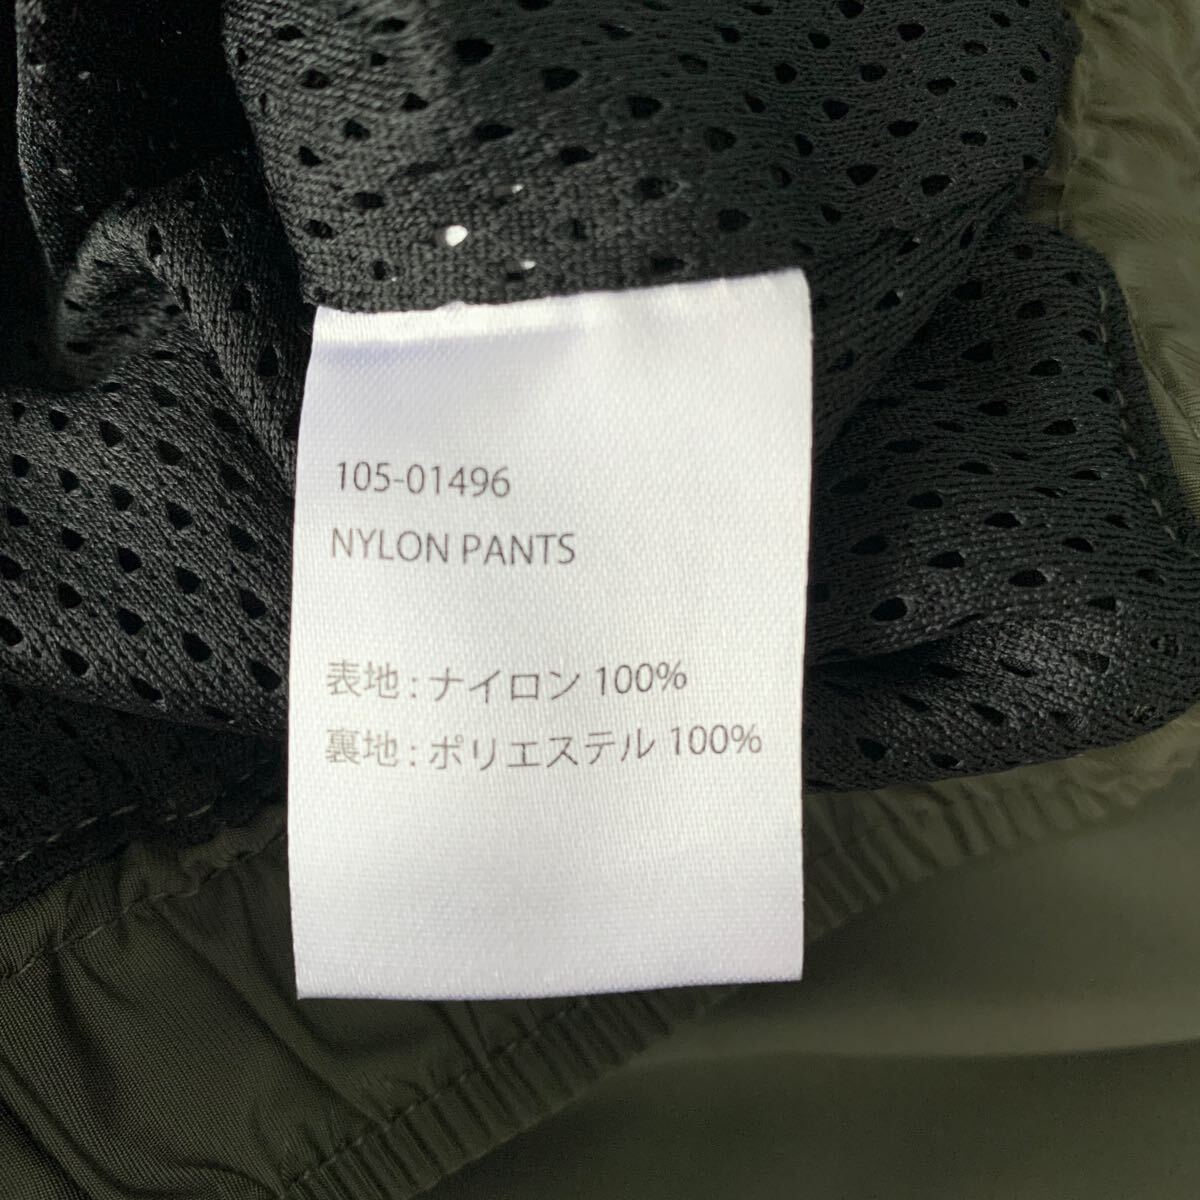 105-01496
NYLON PANTS
表地 : ナイロン 100%
裏地 : ポリエステル 100%